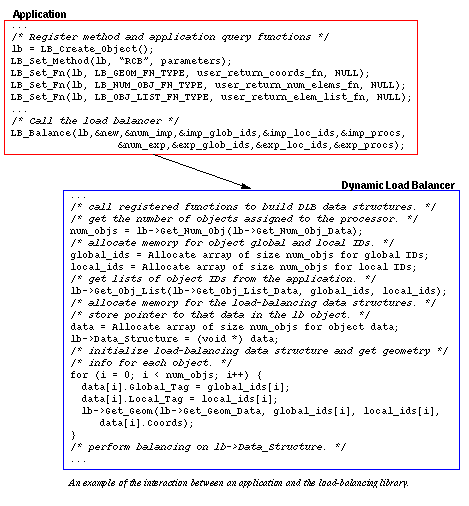 Application
...
/* Register method and application query functions */
lb = LB_Create_Object();
LB_Set_Method(lb, "RCB", parameters);
LB_Set_Fn(lb, LB_GEOM_FN_TYPE, user_return_coords_fn, NULL);
LB_Set_Fn(lb, LB_NUM_OBJ_FN_TYPE, user_return_num_elems_fn, NULL);
LB_Set_Fn(lb, LB_OBJ_LIST_FN_TYPE, user_return_elem_list_fn, NULL);
...
/* Call the load balancer */
LB_Balance(lb,&new,&num_imp,&imp_glob_ids,&imp_loc_ids,&imp_procs,
&num_exp,&exp_glob_ids,&exp_loc_ids,&exp_procs);
Dynamic Load Balancer
...
/* call registered functions to build DLB data structures. */
/* get the number of objects assigned to the processor. */
num_objs = lb->Get_Num_Obj(lb->Get_Num_Obj_Data);
/* allocate memory for object global and local IDs. */
global_ids = Allocate array of size num_objs for global IDs;
local_ids = Allocate array of size num_objs for local IDs;
/* get lists of object IDs from the application. */
lb->Get_Obj_List(lb->Get_Obj_List_Data, global_ids, local_ids);
/* allocate memory for the load-balancing data structures. */
/* store pointer to that data in the lb object. */
data = Allocate array of size num_objs for object data;
lb->Data_Structure = (void *) data;
/* initialize load-balancing data structure and get geometry */
/* info for each object. */
for (i = 0; i < num_objs; i++) {
data[i].Global_Tag = global_ids[i];
data[i].Local_Tag = local_ids[i];
lb->Get_Geom(lb->Get_Geom_Data, global_ids[i], local_ids[i],
data[i].Coords);
}
/* perform balancing on lb->Data_Structure. */
...
An example of the interaction between an application and the load-balancing library.